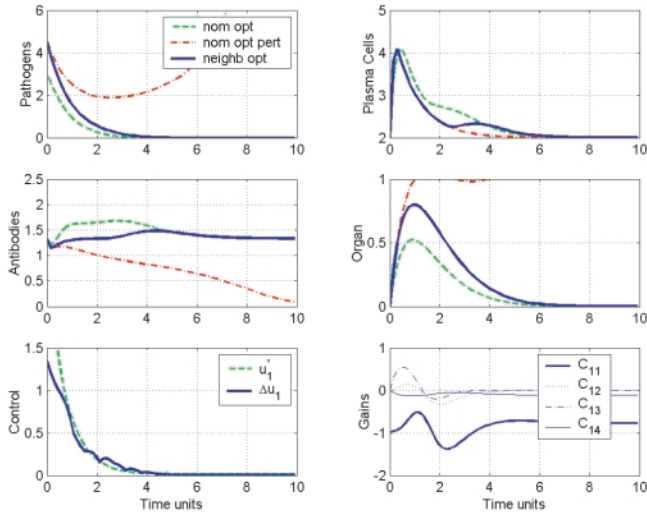 6
4
2
0
Pathogens
nom opt
nom opt pert
neighb opt
0 2 4 6 8 10
5
4
3
2
Plasma Cells
0 2 4 6 8 10
2.5
2
1.5
1
0.5
0
Antibodies
0 2 4 6 8 10
1
0.5
0
Organ
0 2 4 6 8 10
1.5
1
0.5
0
Control
u₁*
Δu₁
0 2 4 6 8 10
Time units
1
0
-1
-2
Gains
C₁₁
C₁₂
C₁₃
C₁₄
0 2 4 6 8 10
Time units